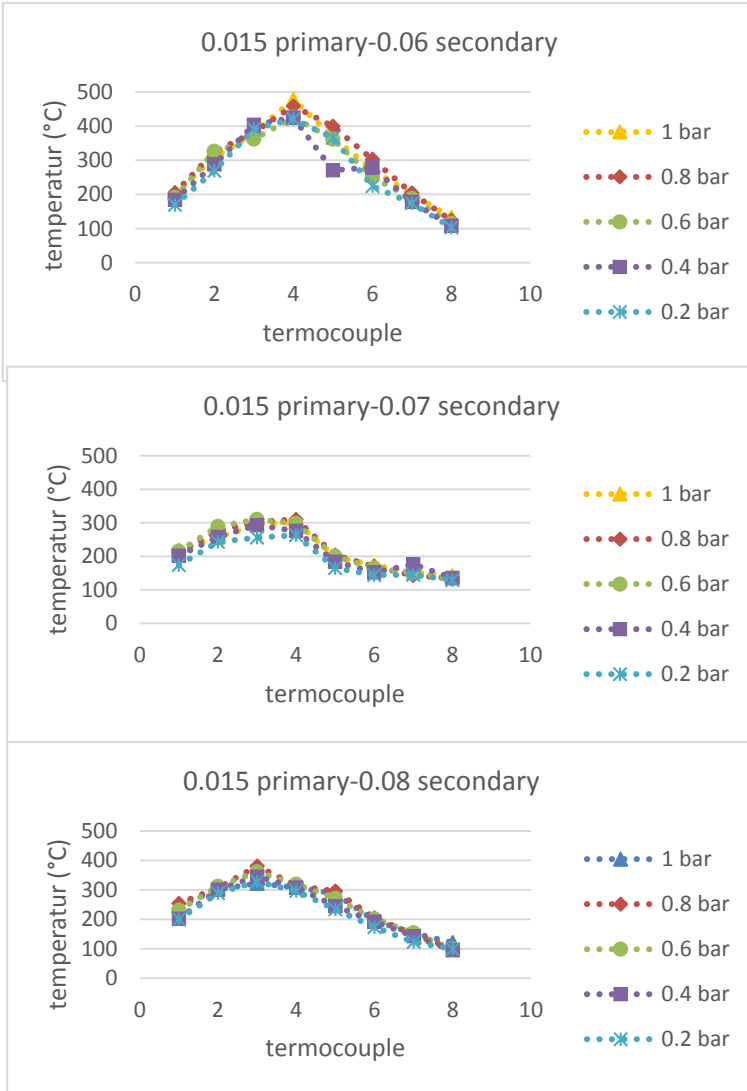 0.015 primary-0.06 secondary
temperatur (°C)
500
400
300
200
100
0
0
2
4
6
8
10
termocouple
1 bar
0.8 bar
0.6 bar
0.4 bar
0.2 bar
0.015 primary-0.07 secondary
temperatur (°C)
500
400
300
200
100
0
0
2
4
6
8
10
termocouple
1 bar
0.8 bar
0.6 bar
0.4 bar
0.2 bar
0.015 primary-0.08 secondary
temperatur (°C)
500
400
300
200
100
0
0
2
4
6
8
10
termocouple
1 bar
0.8 bar
0.6 bar
0.4 bar
0.2 bar